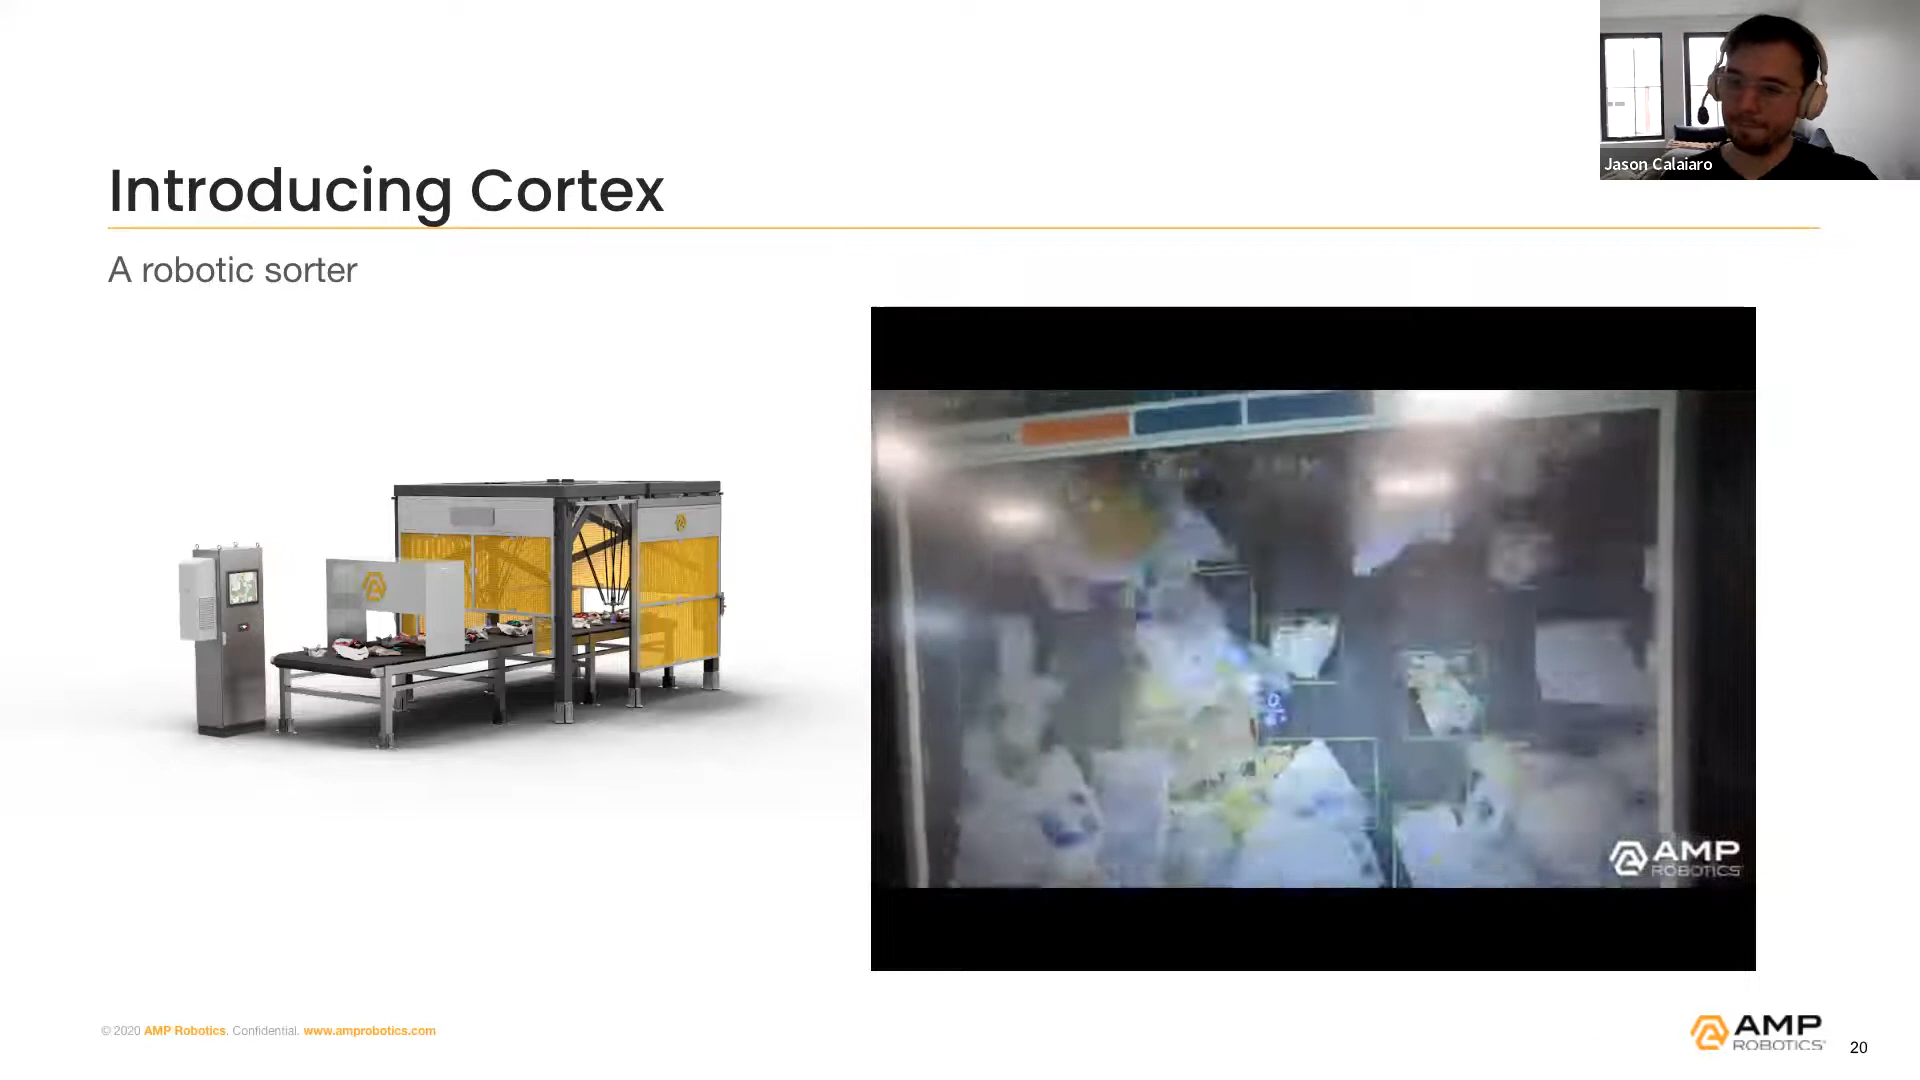 Jason Calaiaro
Introducing Cortex
A robotic sorter
AMP
ROBOTICS
© 2020 AMP Robotics. Confidential. www.amprobotics.com
AMP
ROBOTICS
20